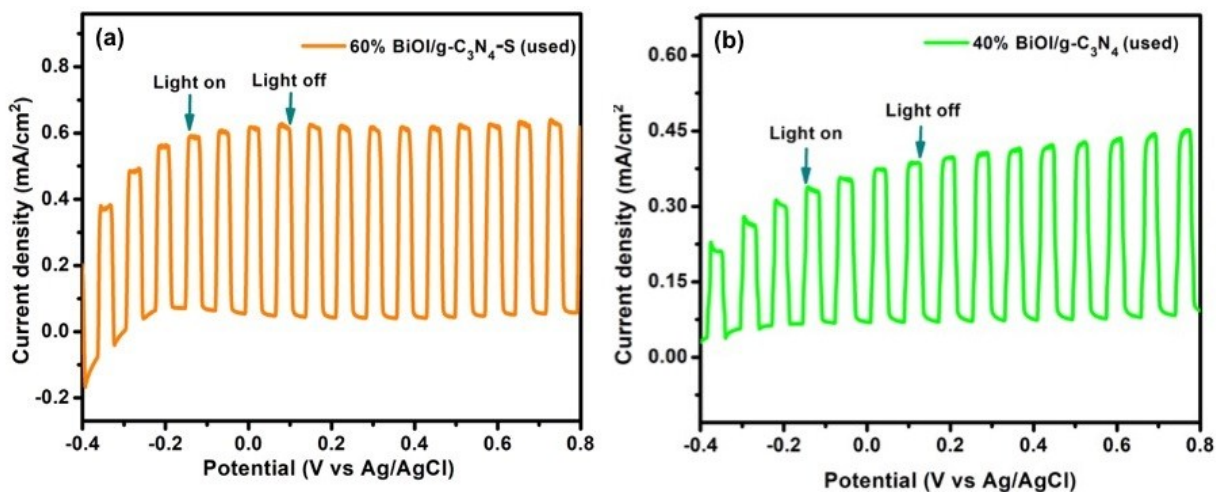 (a)
60% BiOI/g-C₃N₄-S (used)
Light on
Light off
Current density (mA/cm²)
0.8
0.6
0.4
0.2
0.0
-0.2
-0.4 -0.2 0.0 0.2 0.4 0.6 0.8
Potential (V vs Ag/AgCl)
(b)
40% BiOI/g-C₃N₄ (used)
Light on
Light off
Current density (mA/cm²
0.60
0.45
0.30
0.15
0.00
-0.4 -0.2 0.0 0.2 0.4 0.6 0.8
Potential (V vs Ag/AgCl)